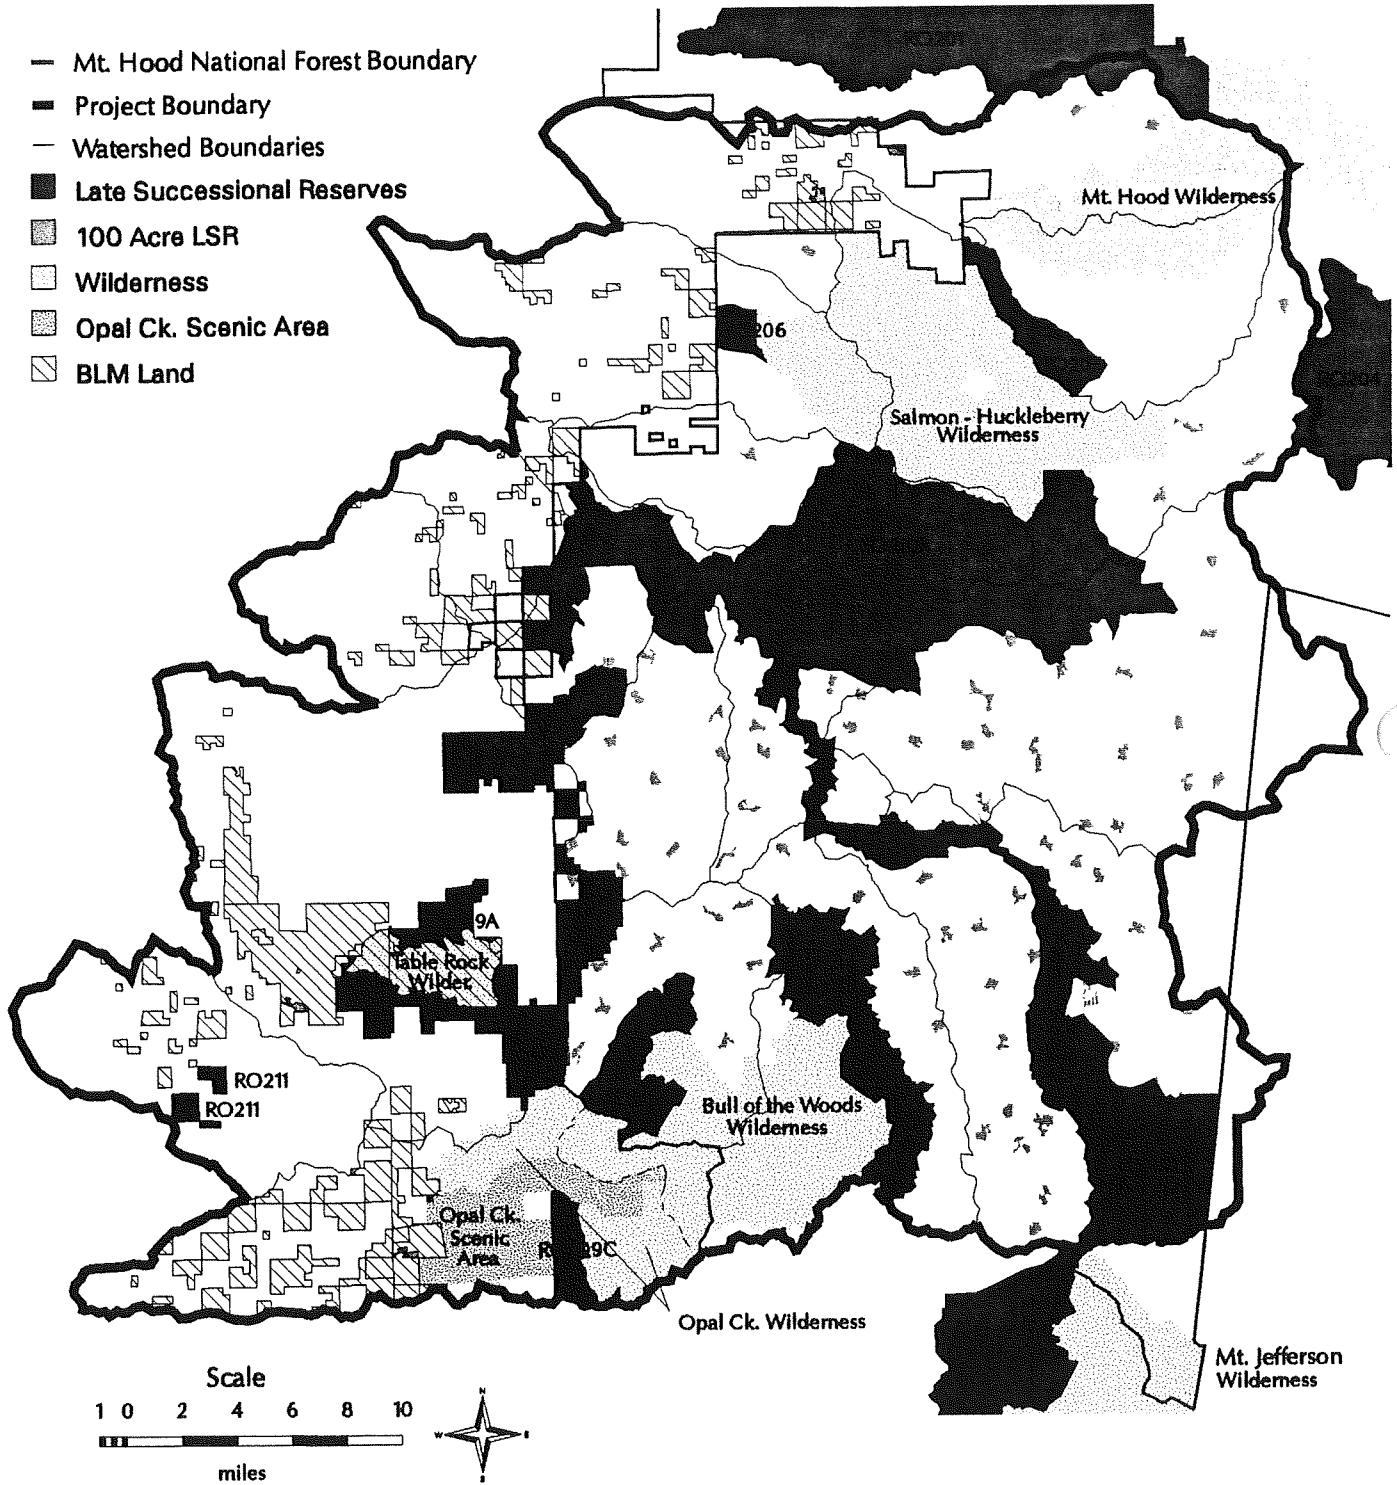 Mt. Hood National Forest Boundary
Project Boundary
Watershed Boundaries
Late Successional Reserves
100 Acre LSR
Wilderness
Opal Ck. Scenic Area
BLM Land
RO201
Mt. Hood Wilderness
206
RO204
Salmon - Huckleberry
Wilderness
9A
Table Rock
Wilder.
RO211
RO211
Bull of the Woods
Wilderness
Opal Ck.
Scenic
Area
9C
Opal Ck. Wilderness
Mt. Jefferson
Wilderness
Scale
1 0 2 4 6 8 10
miles
N
W
E
S